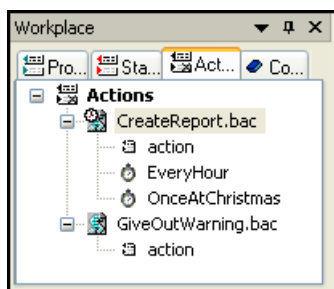 Workplace
Pro... Sta... Act... Co...
Actions
CreateReport.bac
action
EveryHour
OnceAtChristmas
GiveOutWarning.bac
action